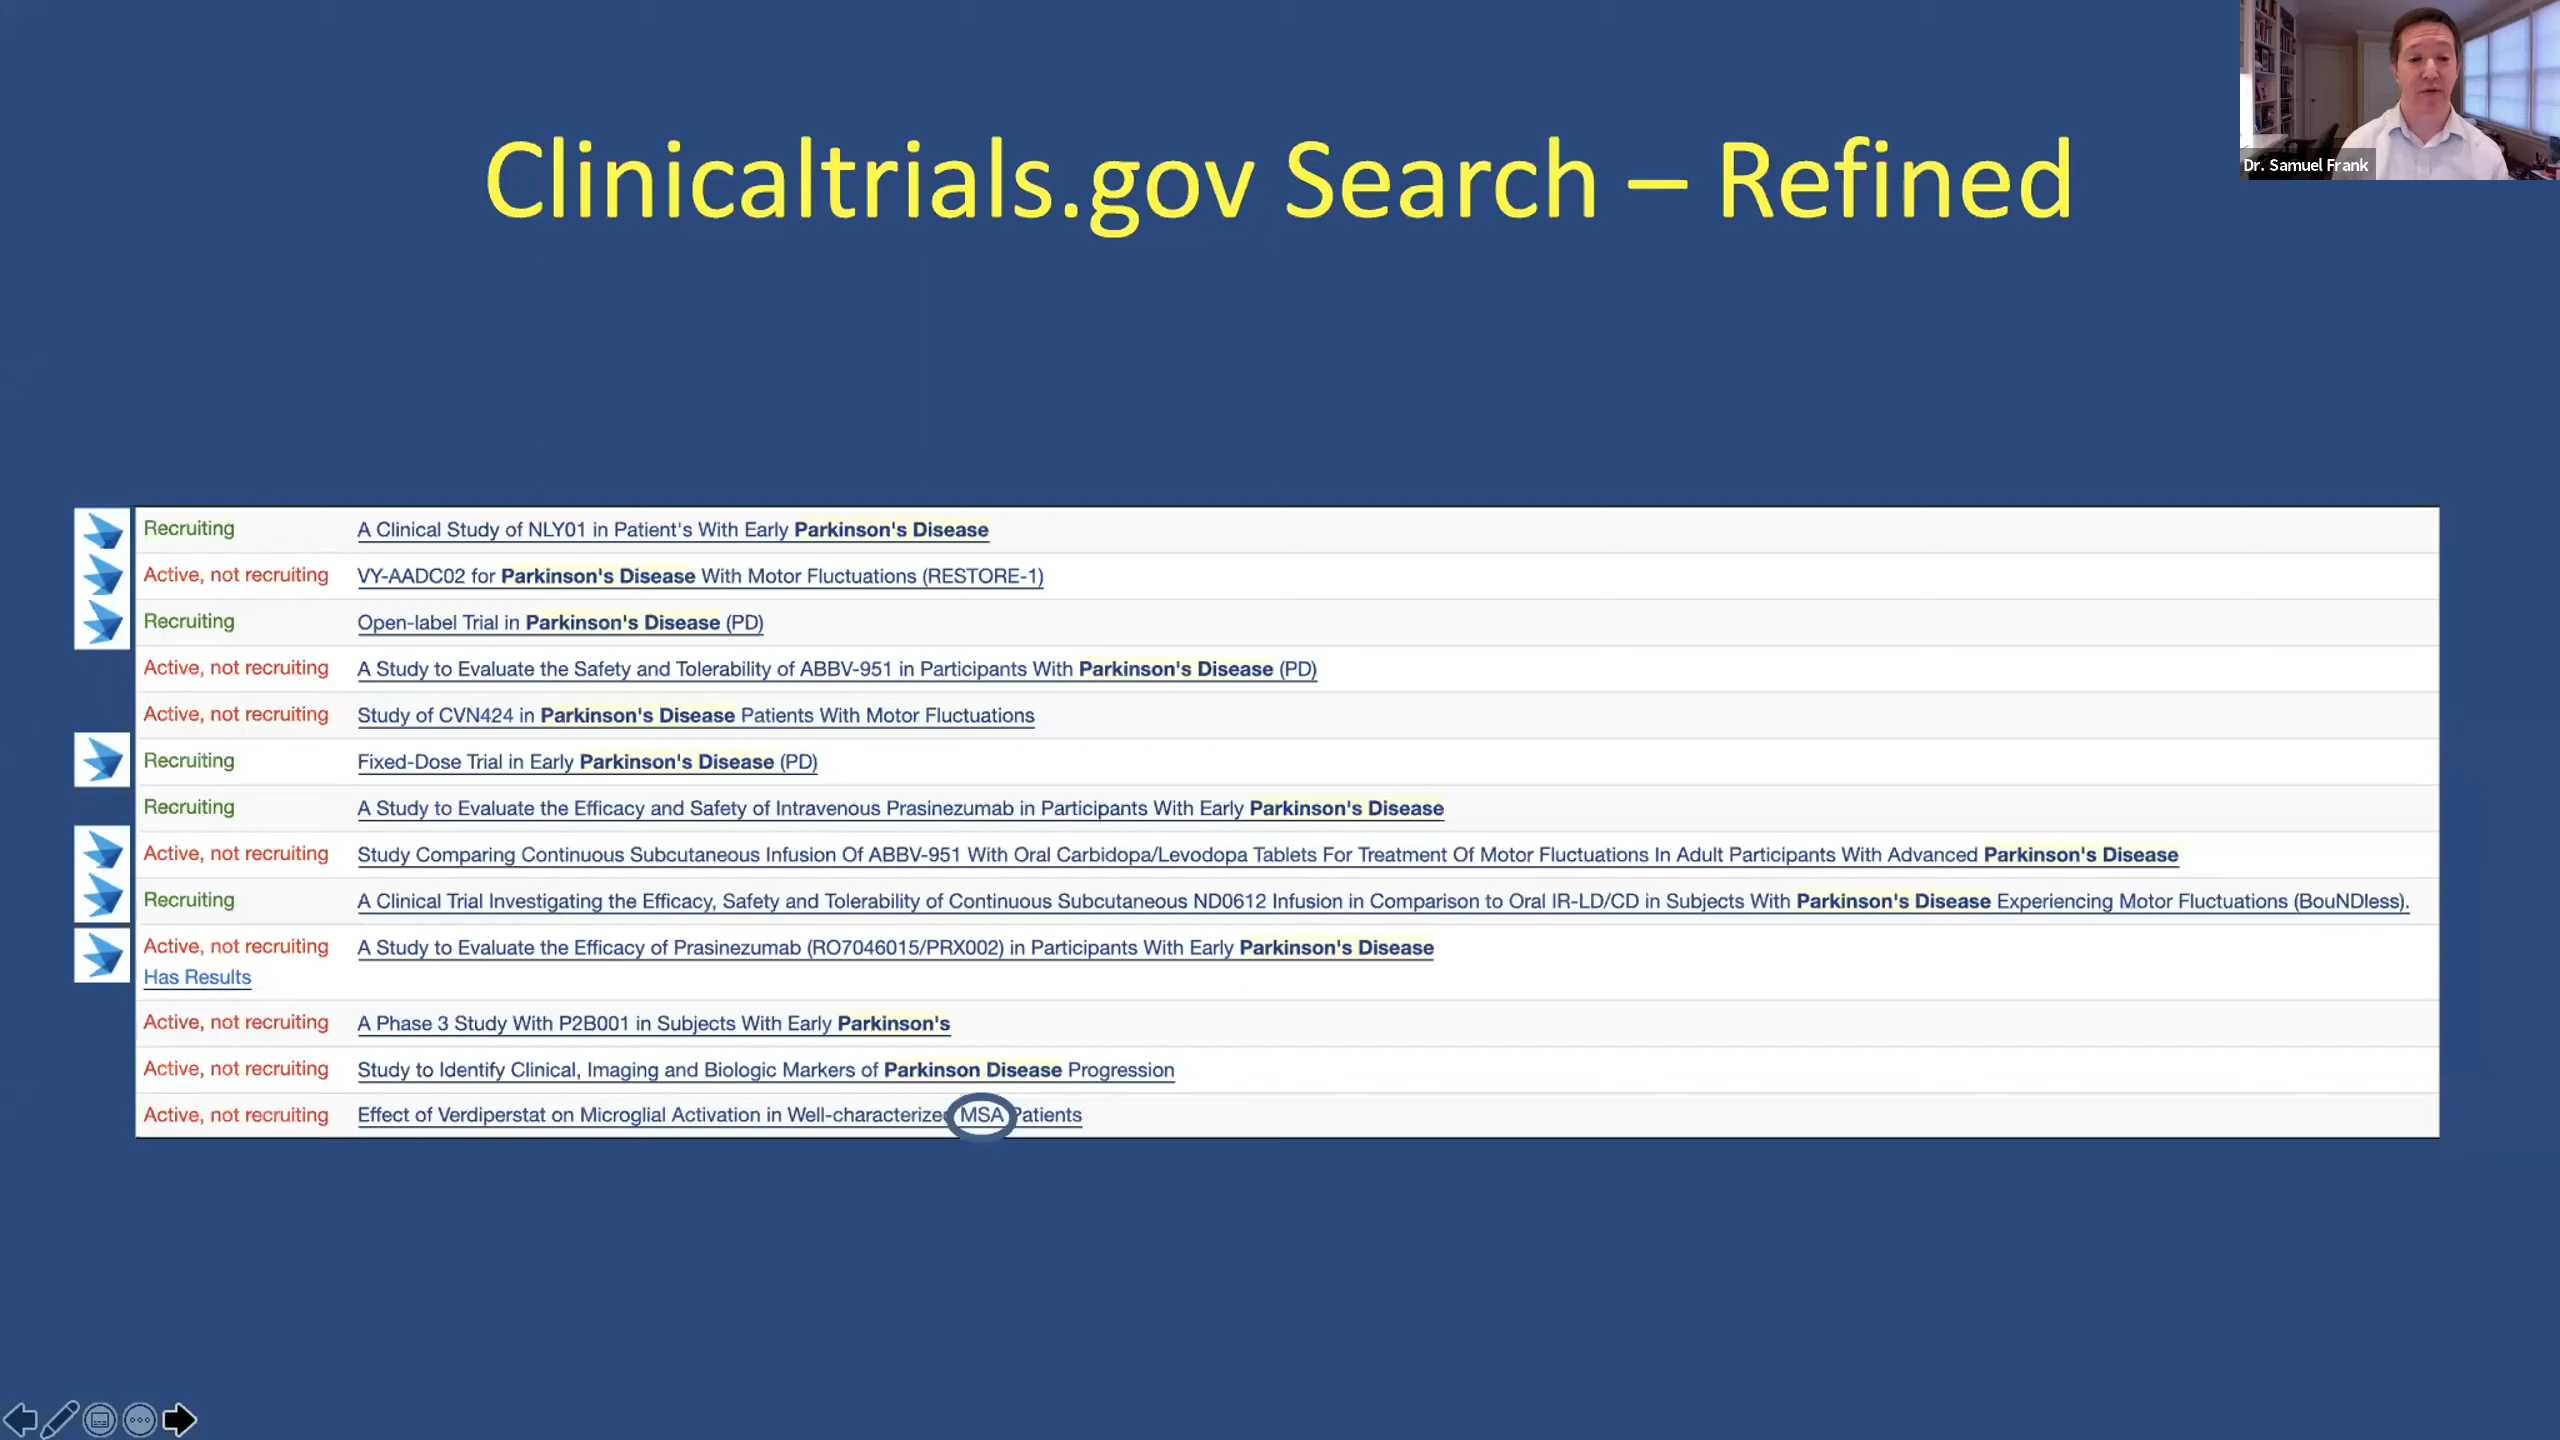 Clinicaltrials.gov Search – Refined
Dr. Samuel Frank
Recruiting A Clinical Study of NLY01 in Patient's With Early Parkinson's Disease
Active, not recruiting VY-AADC02 for Parkinson's Disease With Motor Fluctuations (RESTORE-1)
Recruiting Open-label Trial in Parkinson's Disease (PD)
Active, not recruiting A Study to Evaluate the Safety and Tolerability of ABBV-951 in Participants With Parkinson's Disease (PD)
Active, not recruiting Study of CVN424 in Parkinson's Disease Patients With Motor Fluctuations
Recruiting Fixed-Dose Trial in Early Parkinson's Disease (PD)
Recruiting A Study to Evaluate the Efficacy and Safety of Intravenous Prasinezumab in Participants With Early Parkinson's Disease
Active, not recruiting Study Comparing Continuous Subcutaneous Infusion Of ABBV-951 With Oral Carbidopa/Levodopa Tablets For Treatment Of Motor Fluctuations In Adult Participants With Advanced Parkinson's Disease
Recruiting A Clinical Trial Investigating the Efficacy, Safety and Tolerability of Continuous Subcutaneous ND0612 Infusion in Comparison to Oral IR-LD/CD in Subjects With Parkinson's Disease Experiencing Motor Fluctuations (BouNDless).
Active, not recruiting A Study to Evaluate the Efficacy of Prasinezumab (RO7046015/PRX002) in Participants With Early Parkinson's Disease
Has Results
Active, not recruiting A Phase 3 Study With P2B001 in Subjects With Early Parkinson's
Active, not recruiting Study to Identify Clinical, Imaging and Biologic Markers of Parkinson Disease Progression
Active, not recruiting Effect of Verdiperstat on Microglial Activation in Well-characterized MSA Patients